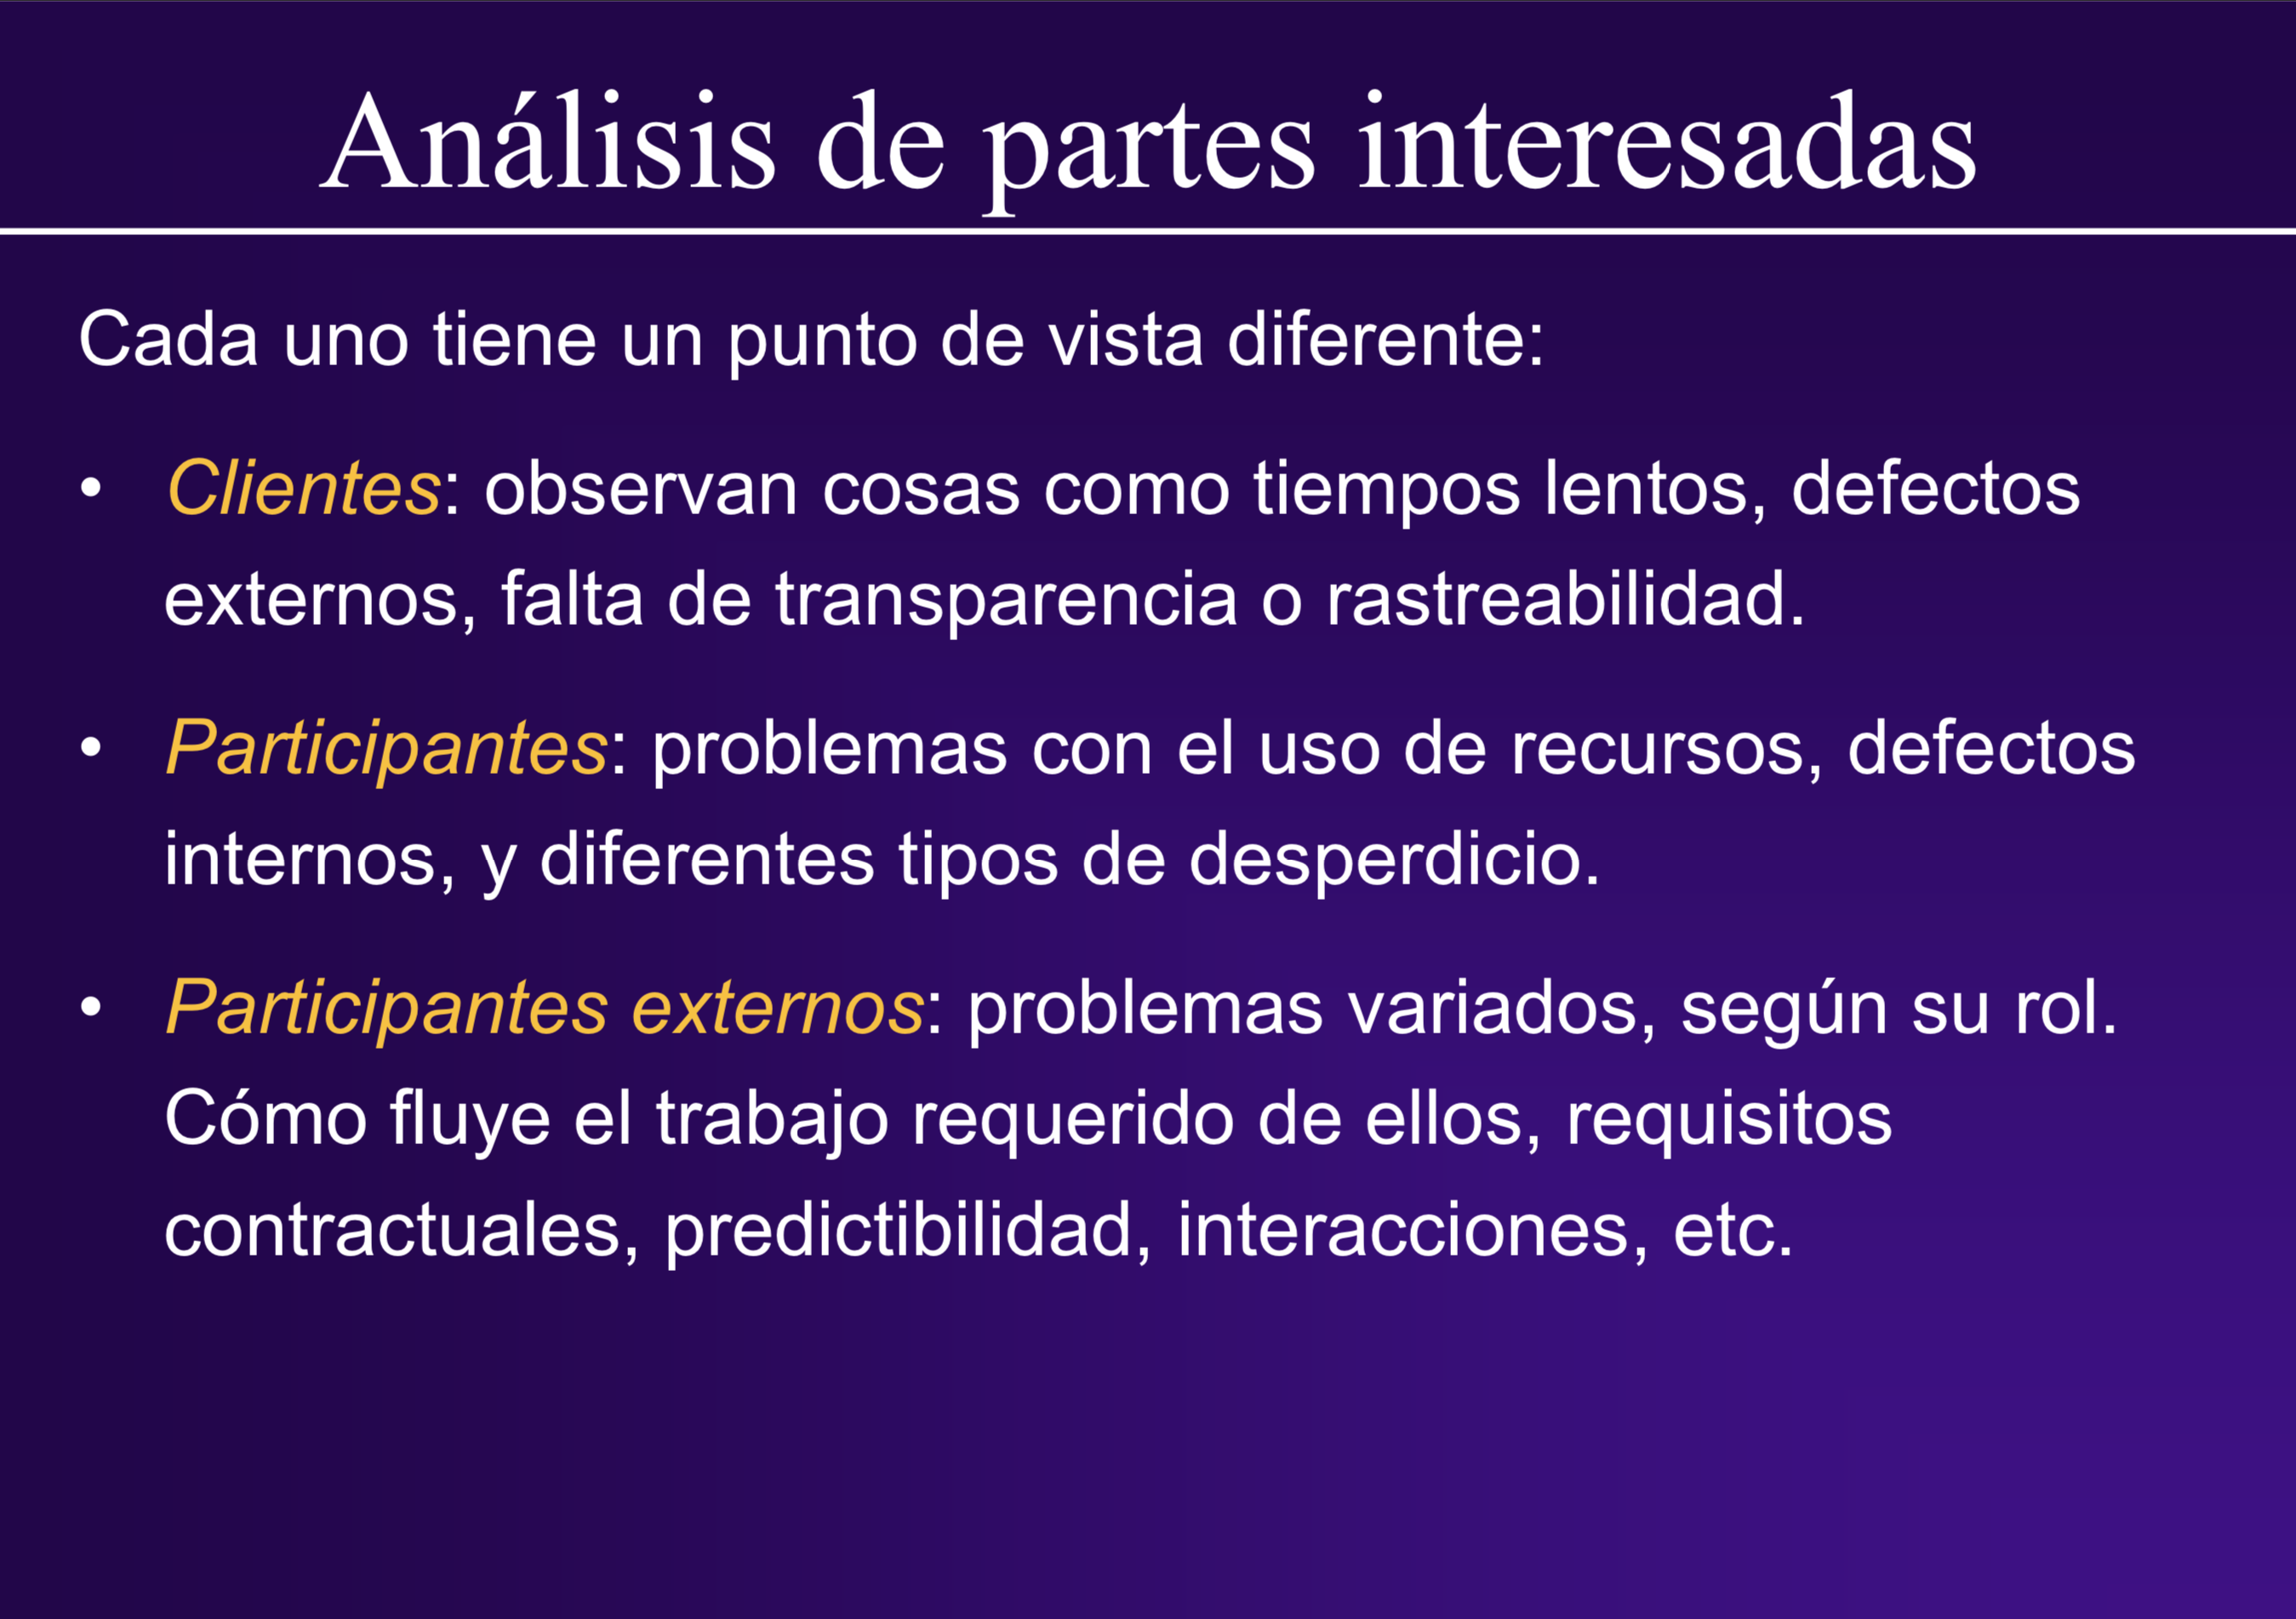 Análisis de partes interesadas
Cada uno tiene un punto de vista diferente:
• Clientes: observan cosas como tiempos lentos, defectos
externos, falta de transparencia o rastreabilidad.
• Participantes: problemas con el uso de recursos, defectos
internos, y diferentes tipos de desperdicio.
• Participantes externos: problemas variados, según su rol.
Cómo fluye el trabajo requerido de ellos, requisitos
contractuales, predictibilidad, interacciones, etc.